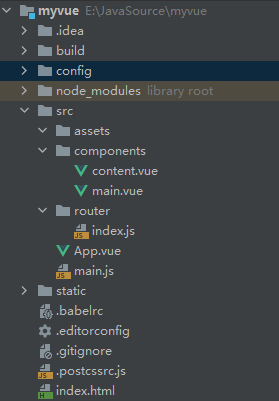 myvue E:\JavaSource\myvue
.idea
build
config
node_modules library root
src
assets
components
content.vue
main.vue
router
index.js
App.vue
main.js
static
.babelrc
.editorconfig
.gitignore
.postcssrc.js
index.html